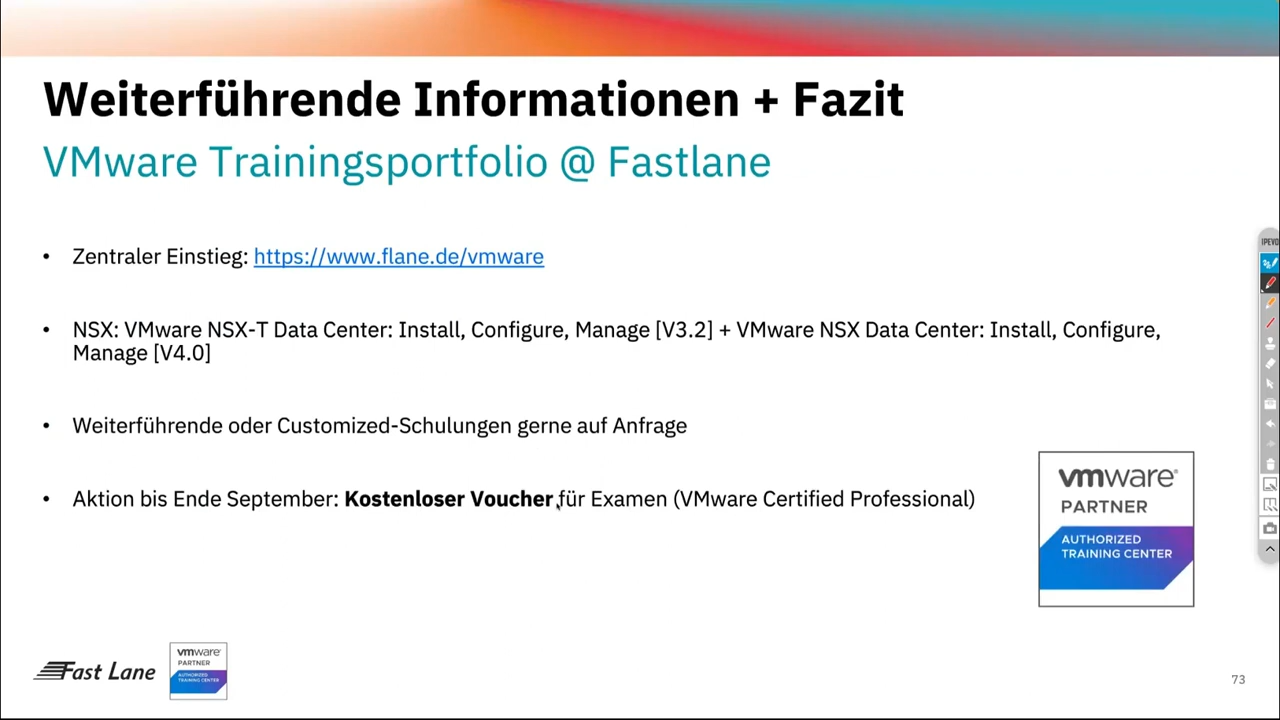 Weiterführende Informationen + Fazit
VMware Trainingsportfolio @ Fastlane
• Zentraler Einstieg: https://www.flane.de/vmware
• NSX: VMware NSX-T Data Center: Install, Configure, Manage [V3.2] + VMware NSX Data Center: Install, Configure,
Manage [V4.0]
• Weiterführende oder Customized-Schulungen gerne auf Anfrage
• Aktion bis Ende September: Kostenloser Voucher für Examen (VMware Certified Professional)
vmware®
PARTNER
AUTHORIZED
TRAINING CENTER
Fast Lane
vmware®
PARTNER
AUTHORIZED
TRAINING CENTER
73
IPEVO